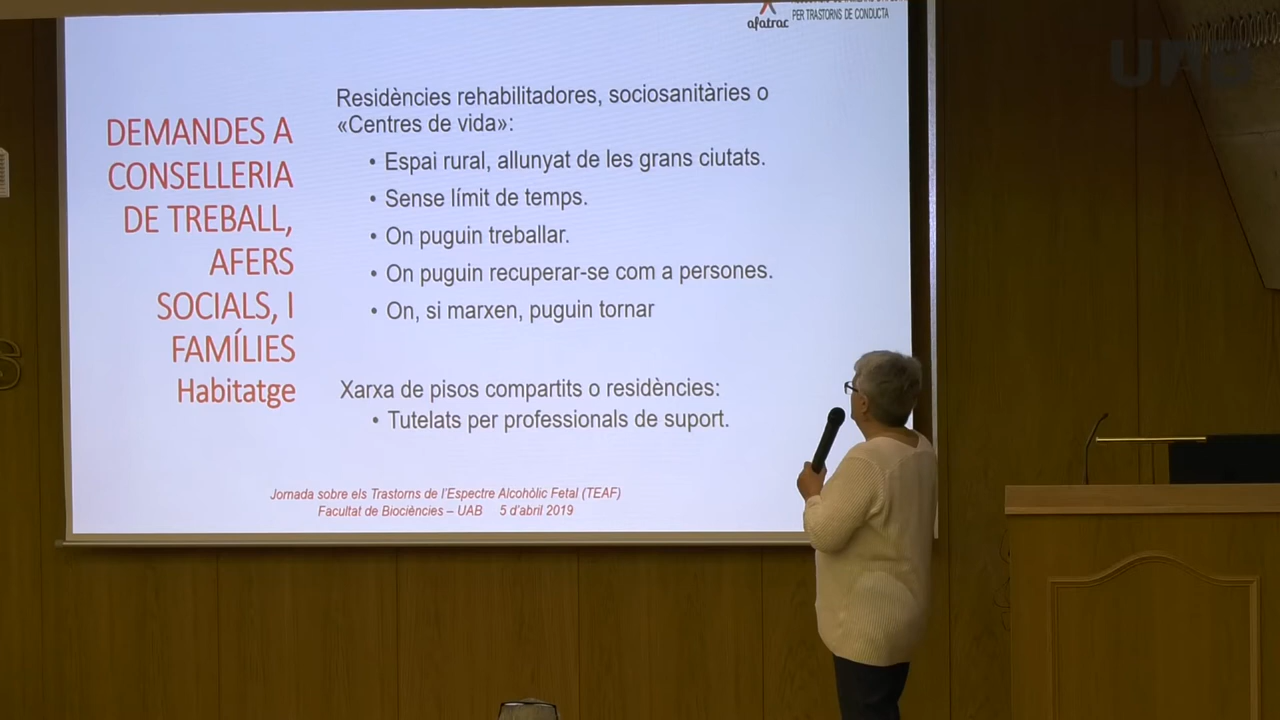 afatrac
PER TRASTORNS DE CONDUCTA
UAB
DEMANDES A
CONSELLERIA
DE TREBALL,
AFERS
SOCIALS, I
FAMÍLIES
Habitatge
Residències rehabilitadores, sociosanitàries o
«Centres de vida»:
• Espai rural, allunyat de les grans ciutats.
• Sense límit de temps.
• On puguin treballar.
• On puguin recuperar-se com a persones.
• On, si marxen, puguin tornar
Xarxa de pisos compartits o residències:
• Tutelats per professionals de suport.
Jornada sobre els Trastorns de l'Espectre Alcohòlic Fetal (TEAF)
Facultat de Biociències – UAB 5 d'abril 2019